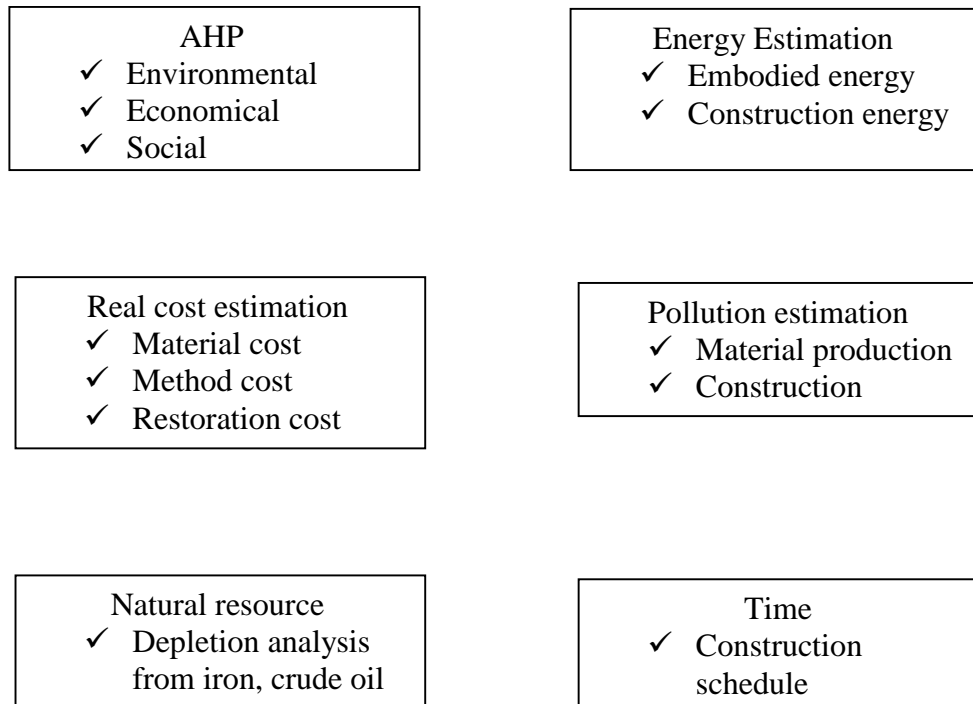 AHP
✓ Environmental
✓ Economical
✓ Social
Energy Estimation
✓ Embodied energy
✓ Construction energy
Real cost estimation
✓ Material cost
✓ Method cost
✓ Restoration cost
Pollution estimation
✓ Material production
✓ Construction
Natural resource
✓ Depletion analysis
from iron, crude oil
Time
✓ Construction
schedule